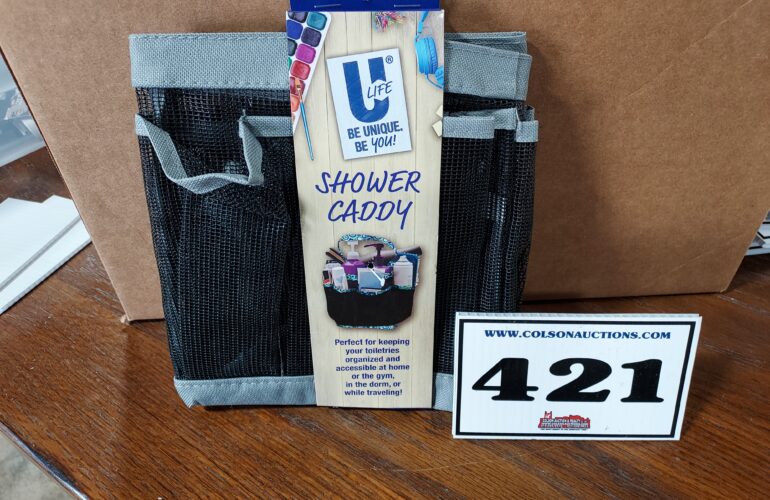 U
LIFE
®
BE UNIQUE.
BE YOU!
SHOWER
CADDY
Perfect for keeping
your toiletries
organized and
accessible at home
or the gym,
in the dorm, or
while traveling!
WWW.COLSONAUCTIONS.COM
421